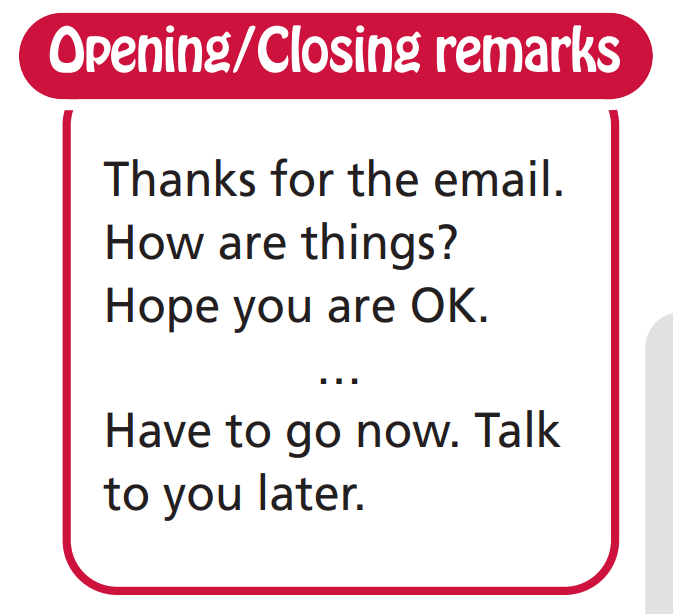 Opening/Closing remarks
Thanks for the email.
How are things?
Hope you are OK.
...
Have to go now. Talk
to you later.